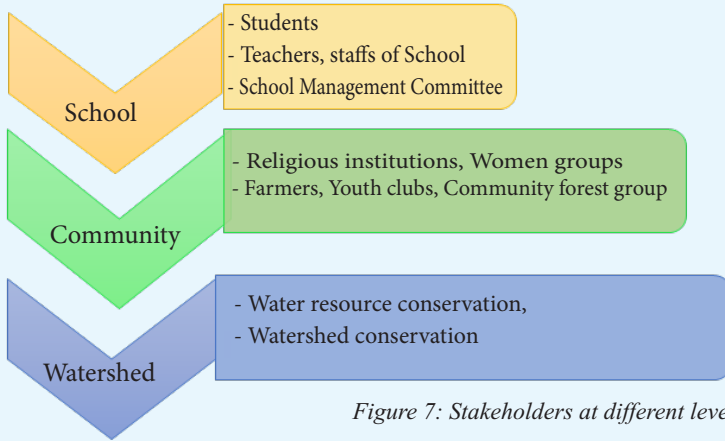 School
- Students
- Teachers, staffs of School
- School Management Committee
Community
- Religious institutions, Women groups
- Farmers, Youth clubs, Community forest group
Watershed
- Water resource conservation,
- Watershed conservation
Figure 7: Stakeholders at different leve